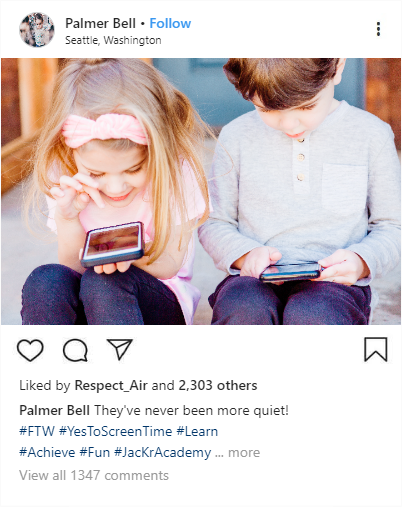 Palmer Bell • Follow
Seattle, Washington
Liked by Respect_Air and 2,303 others
Palmer Bell They've never been more quiet!
#FTW #YesToScreenTime #Learn
#Achieve #Fun #JacKrAcademy ... more
View all 1347 comments